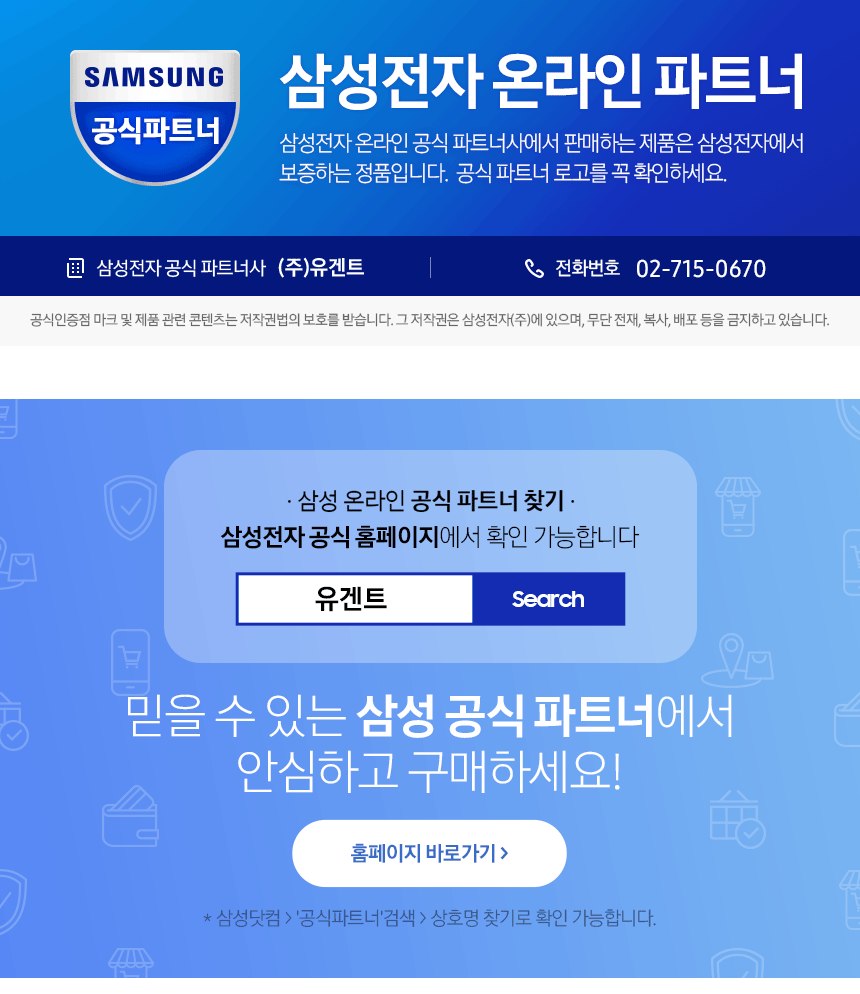 SAMSUNG
공식파트너
삼성전자 온라인 파트너
삼성전자 온라인 공식 파트너사에서 판매하는 제품은 삼성전자에서
보증하는 정품입니다. 공식 파트너 로고를 꼭 확인하세요.
삼성전자 공식 파트너사 (주)유겐트
전화번호 02-715-0670
공식인증점 마크 및 제품 관련 콘텐츠는 저작권법의 보호를 받습니다. 그 저작권은 삼성전자(주)에 있으며, 무단 전재, 복사, 배포 등을 금지하고 있습니다.
· 삼성 온라인 공식 파트너 찾기 ·
삼성전자 공식 홈페이지에서 확인 가능합니다
유겐트
Search
믿을 수 있는 삼성 공식 파트너에서
안심하고 구매하세요!
홈페이지 바로가기 >
* 삼성닷컴 > '공식파트너'검색 > 상호명 찾기로 확인 가능합니다.